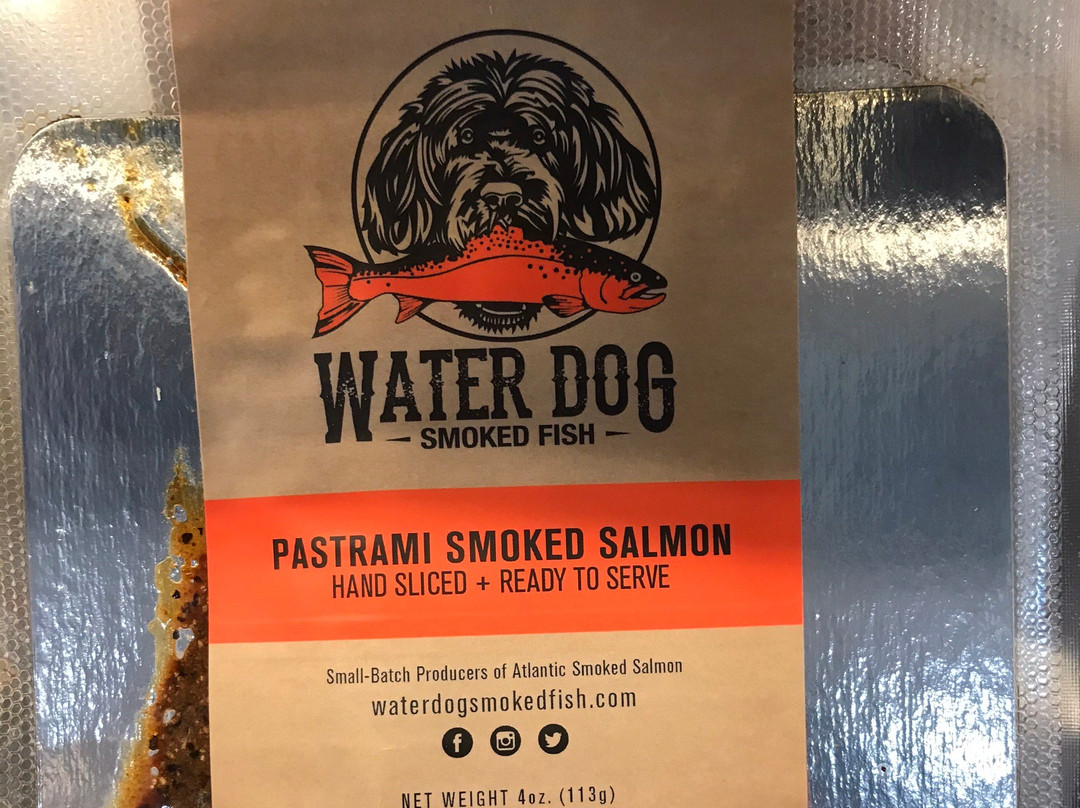 WATER DOG
SMOKED FISH
PASTRAMI SMOKED SALMON
HAND SLICED + READY TO SERVE
Small-Batch Producers of Atlantic Smoked Salmon
waterdogsmokedfish.com
NET WEIGHT 4oz. (113g)